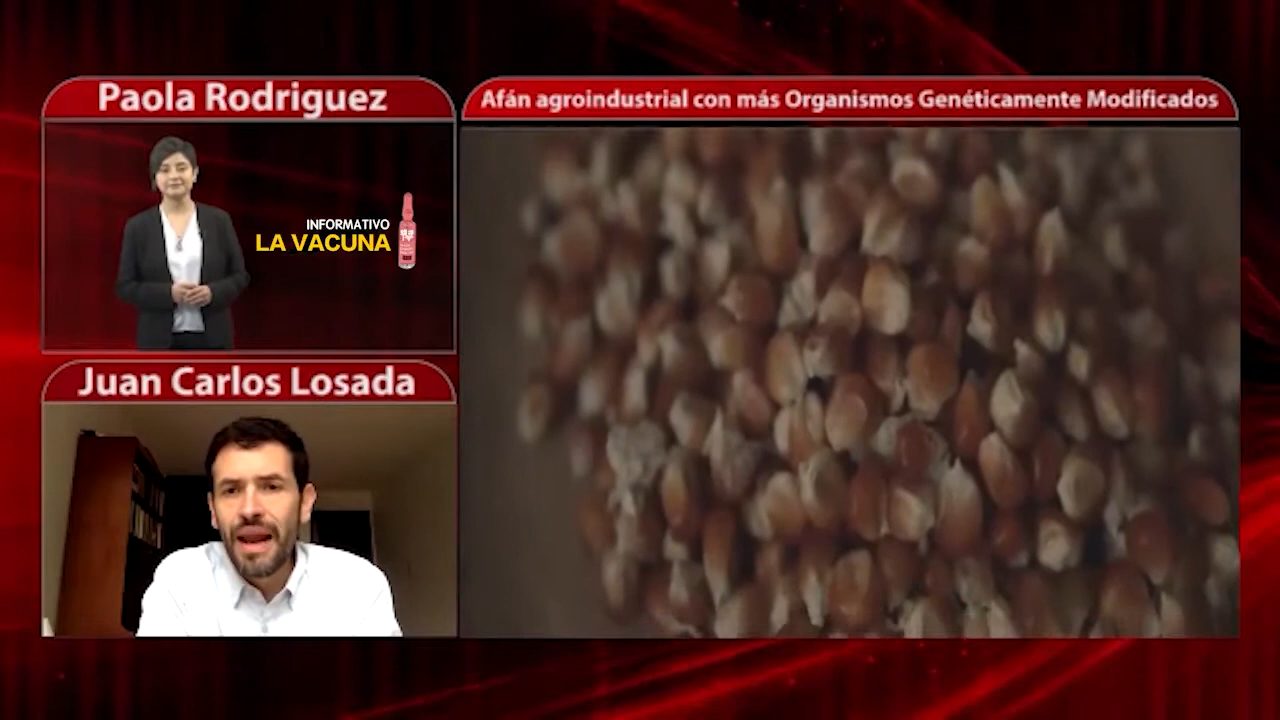 Paola Rodriguez
Afán agroindustrial con más Organismos Genéticamente Modificados
INFORMATIVO
LA VACUNA
Juan Carlos Losada